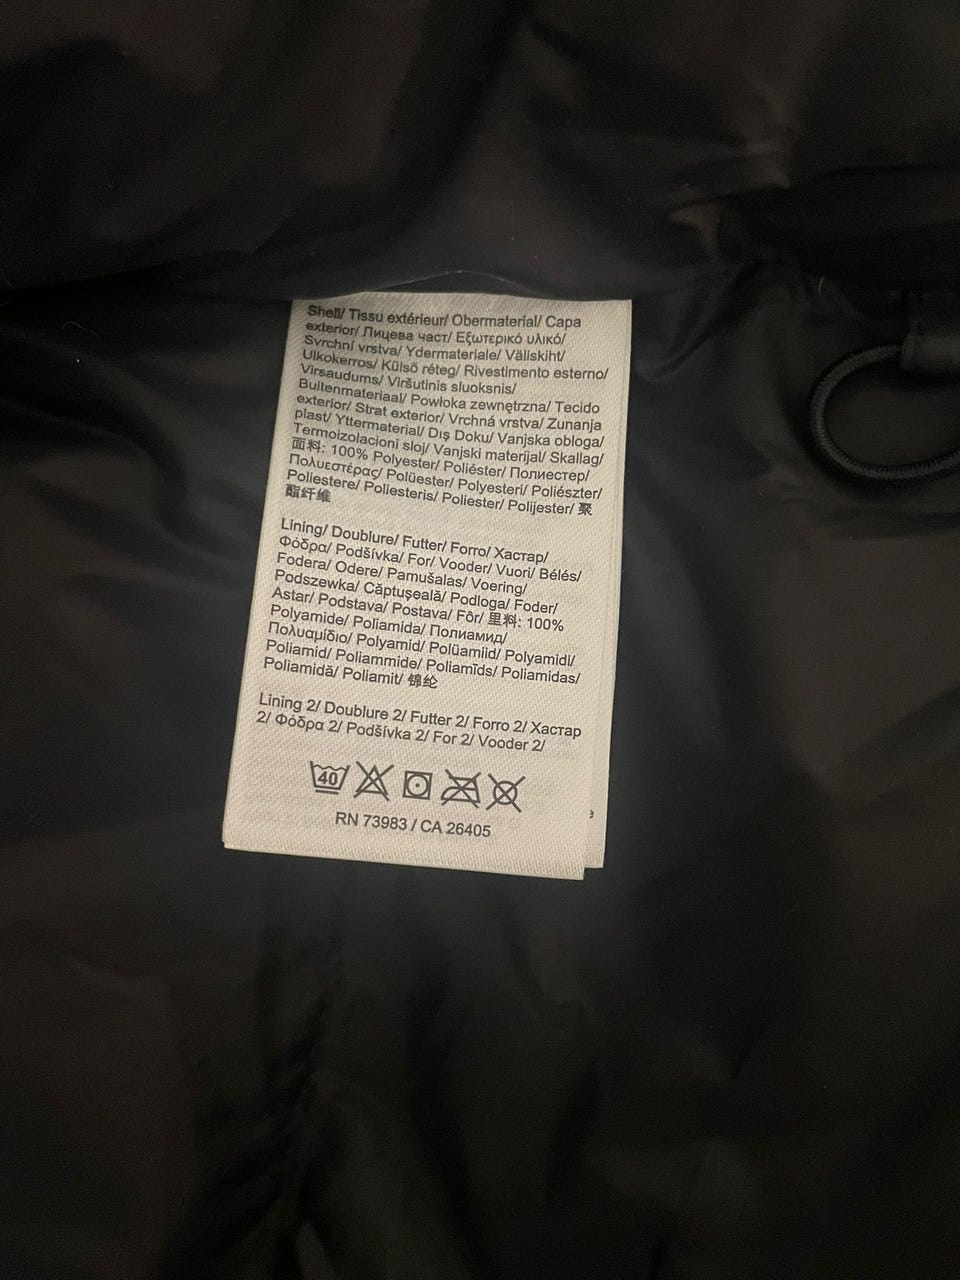 Shell/ Tissu extérieur/ Obermaterial/ Capa
exterior/ Лицева част/ Εξωτερικό υλικό/
Svrchní vrstva/ Ydermateriale/ Väliskiht/
Ulkokerros/ Külső réteg/ Rivestimento esterno/
Virsaudums/ Viršutinis sluoksnis/
Buitenmateriaal/ Powłoka zewnętrzna/ Tecido
exterior/ Strat exterior/ Vrchná vrstva/ Zunanja
plast/ Yttermaterial/ Dış Doku/ Vanjska obloga/
Termoizolacioni sloj/ Vanjski materijal/ Skallag/
面料: 100% Polyester/ Poliéster/ Полиестер/
Πολυεστέρας/ Polüester/ Polyesteri/ Poliészter/
Poliestere/ Poliesteris/ Poliester/ Polijester/ 聚
酯纤维
Lining/ Doublure/ Futter/ Forro/ Хастар/
Φόδρα/ Podšívka/ For/ Vooder/ Vuori/ Bélés/
Fodera/ Odere/ Pamušalas/ Voering/
Podszewka/ Căptuşeală/ Podloga/ Foder/
Astar/ Podstava/ Postava/ Fôr/ 里料: 100%
Polyamide/ Poliamida/ Полиамид/
Πολυαμίδιο/ Polyamid/ Polüamiid/ Polyamidi/
Poliamid/ Poliammide/ Poliamīds/ Poliamidas/
Poliamidă/ Poliamit/ 锦纶
Lining 2/ Doublure 2/ Futter 2/ Forro 2/ Хастар
2/ Φόδρα 2/ Podšívka 2/ For 2/ Vooder 2/
40
RN 73983 / CA 26405